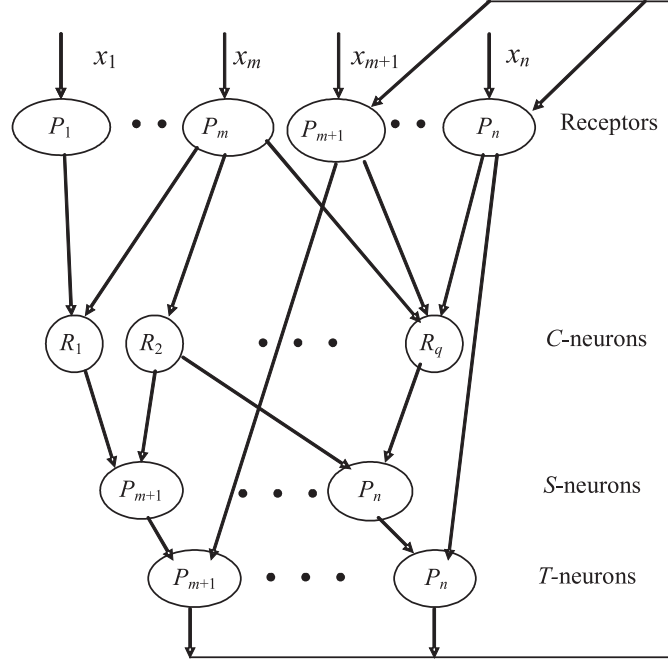 x1 xm xm+1 xn
P1 Pm Pm+1 Pn Receptors
R1 R2 Rq C-neurons
Pm+1 Pn S-neurons
Pm+1 Pn T-neurons